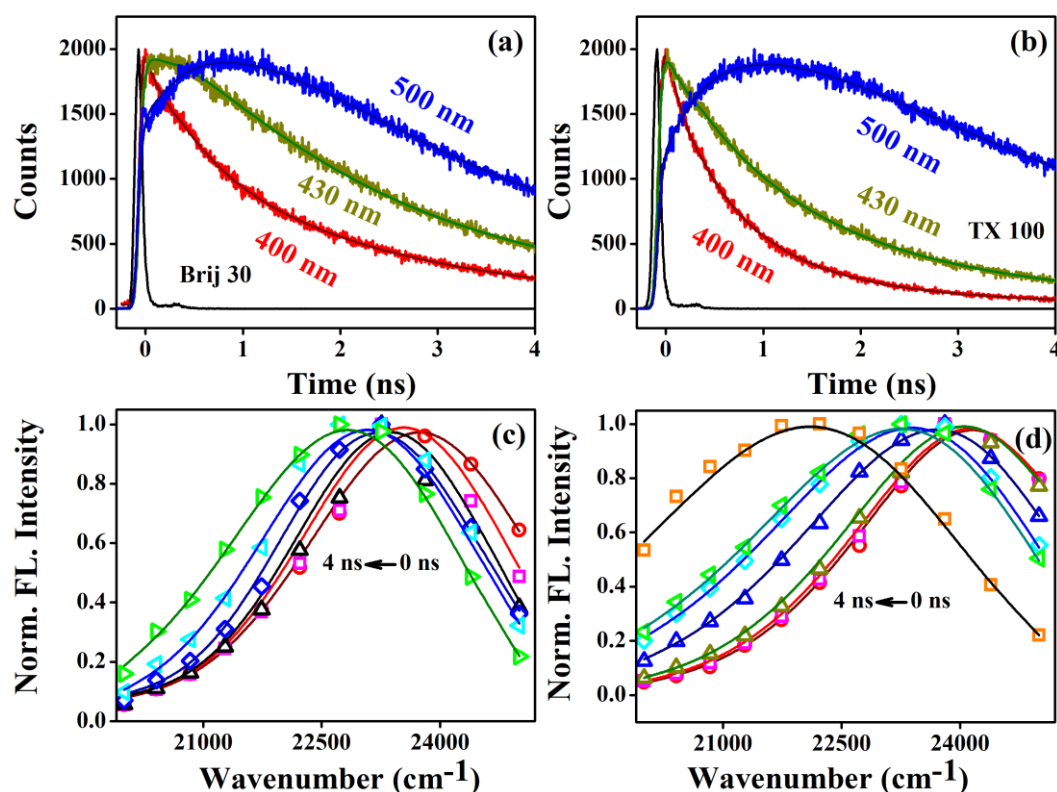 (a)
Counts
2000
1500
1000
500
0
500 nm
430 nm
400 nm
Brij 30
0 1 2 3 4
Time (ns)
(b)
Counts
2000
1500
1000
500
0
500 nm
430 nm
400 nm
TX 100
0 1 2 3 4
Time (ns)
(c)
Norm. FL. Intensity
1.0
0.8
0.6
0.4
0.2
0.0
4 ns 0 ns
21000 22500 24000
Wavenumber (cm-1)
(d)
Norm. FL. Intensity
1.0
0.8
0.6
0.4
0.2
0.0
4 ns 0 ns
21000 22500 24000
Wavenumber (cm-1)